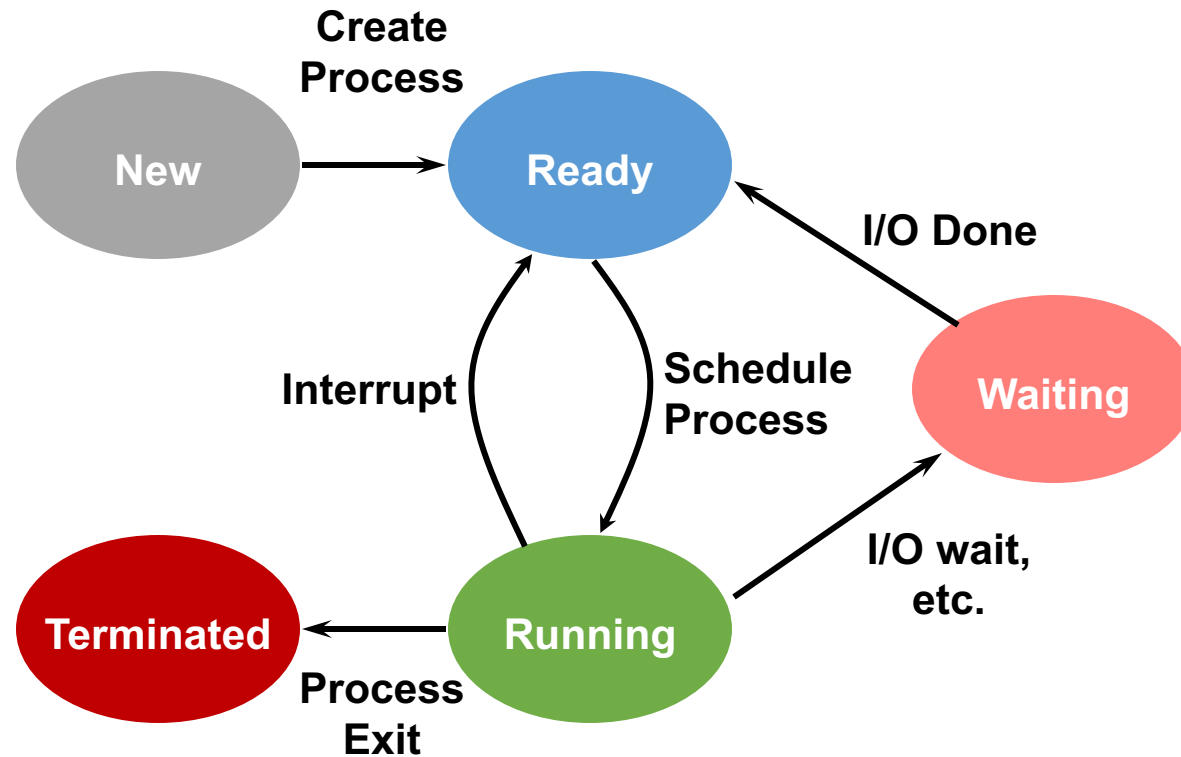 Create
Process
New
Ready
I/O Done
Interrupt
Schedule
Process
Waiting
I/O wait,
etc.
Terminated
Running
Process
Exit